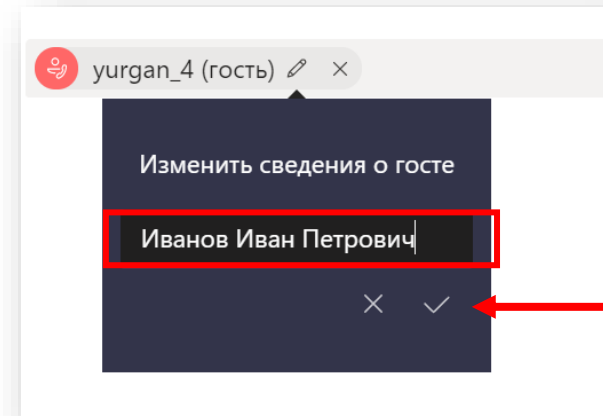 yurgan_4 (гость)
Изменить сведения о госте
Иванов Иван Петрович